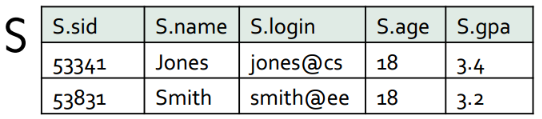 S
S.sid S.name S.login S.age S.gpa
53341 Jones jones@cs 18 3.4
53831 Smith smith@ee 18 3.2